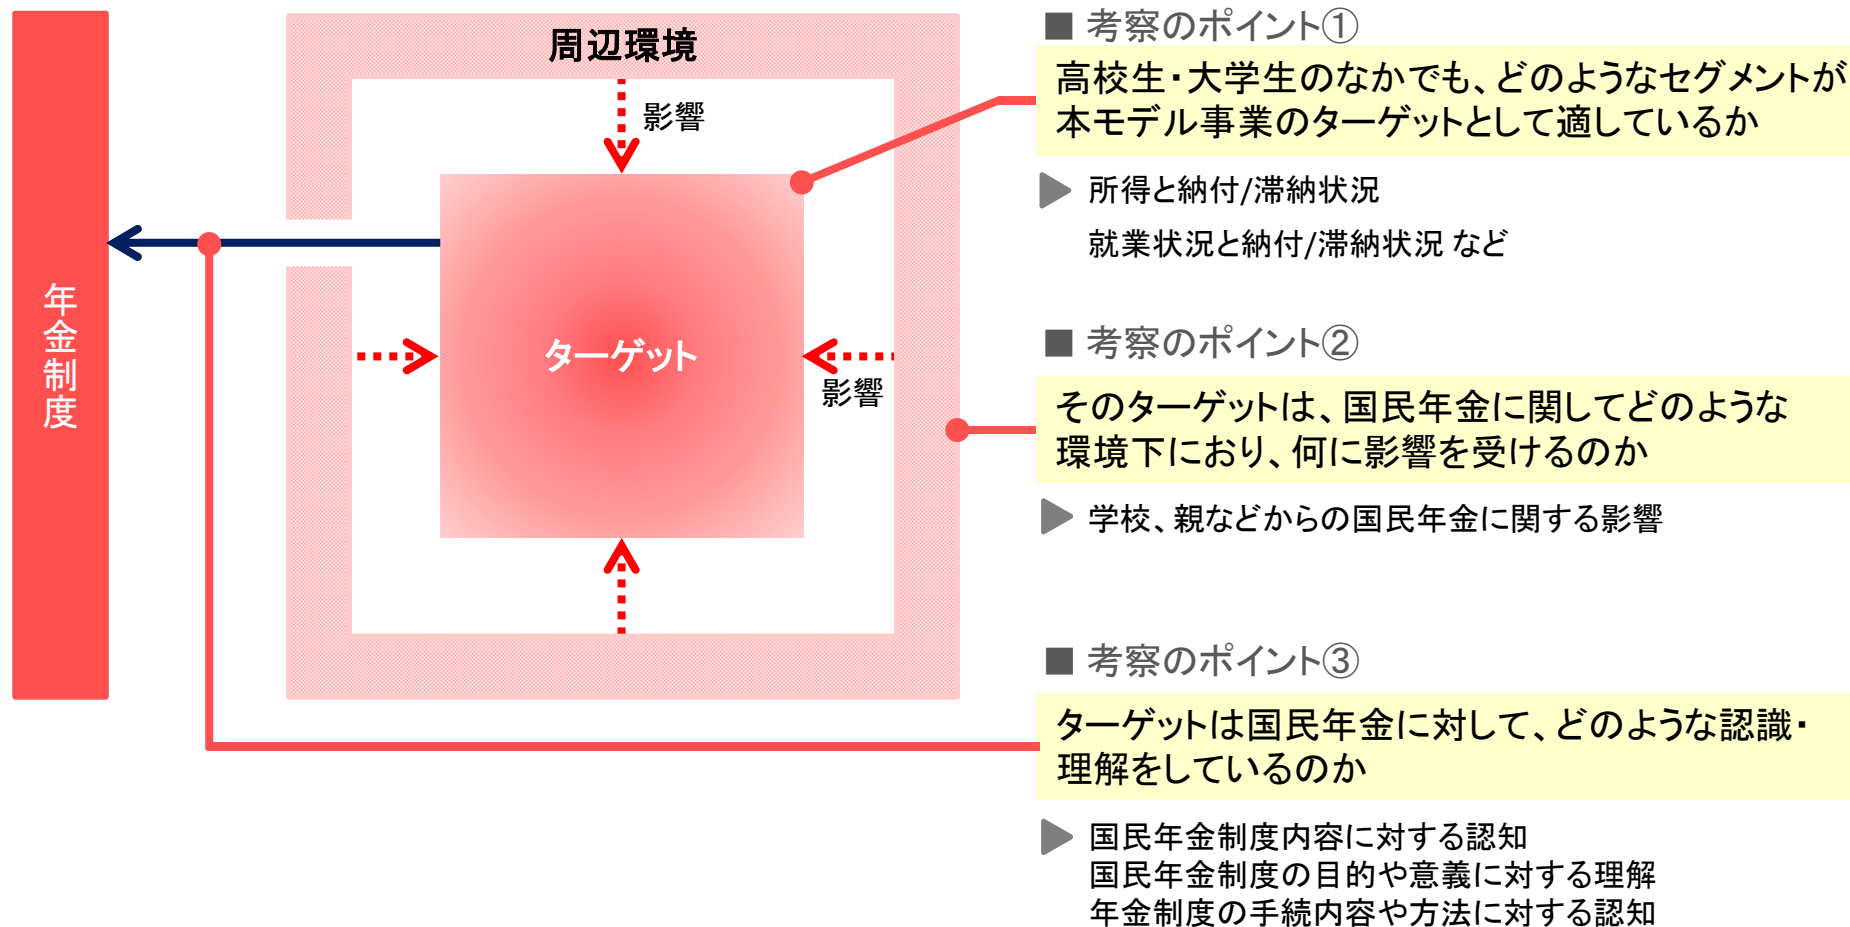 年金制度
周辺環境
影響
ターゲット
影響
■ 考察のポイント①
高校生・大学生のなかでも、どのようなセグメントが
本モデル事業のターゲットとして適しているか
所得と納付/滞納状況
就業状況と納付/滞納状況 など
■ 考察のポイント②
そのターゲットは、国民年金に関してどのような
環境下におり、何に影響を受けるのか
学校、親などからの国民年金に関する影響
■ 考察のポイント③
ターゲットは国民年金に対して、どのような認識・
理解をしているのか
国民年金制度内容に対する認知
国民年金制度の目的や意義に対する理解
年金制度の手続内容や方法に対する認知